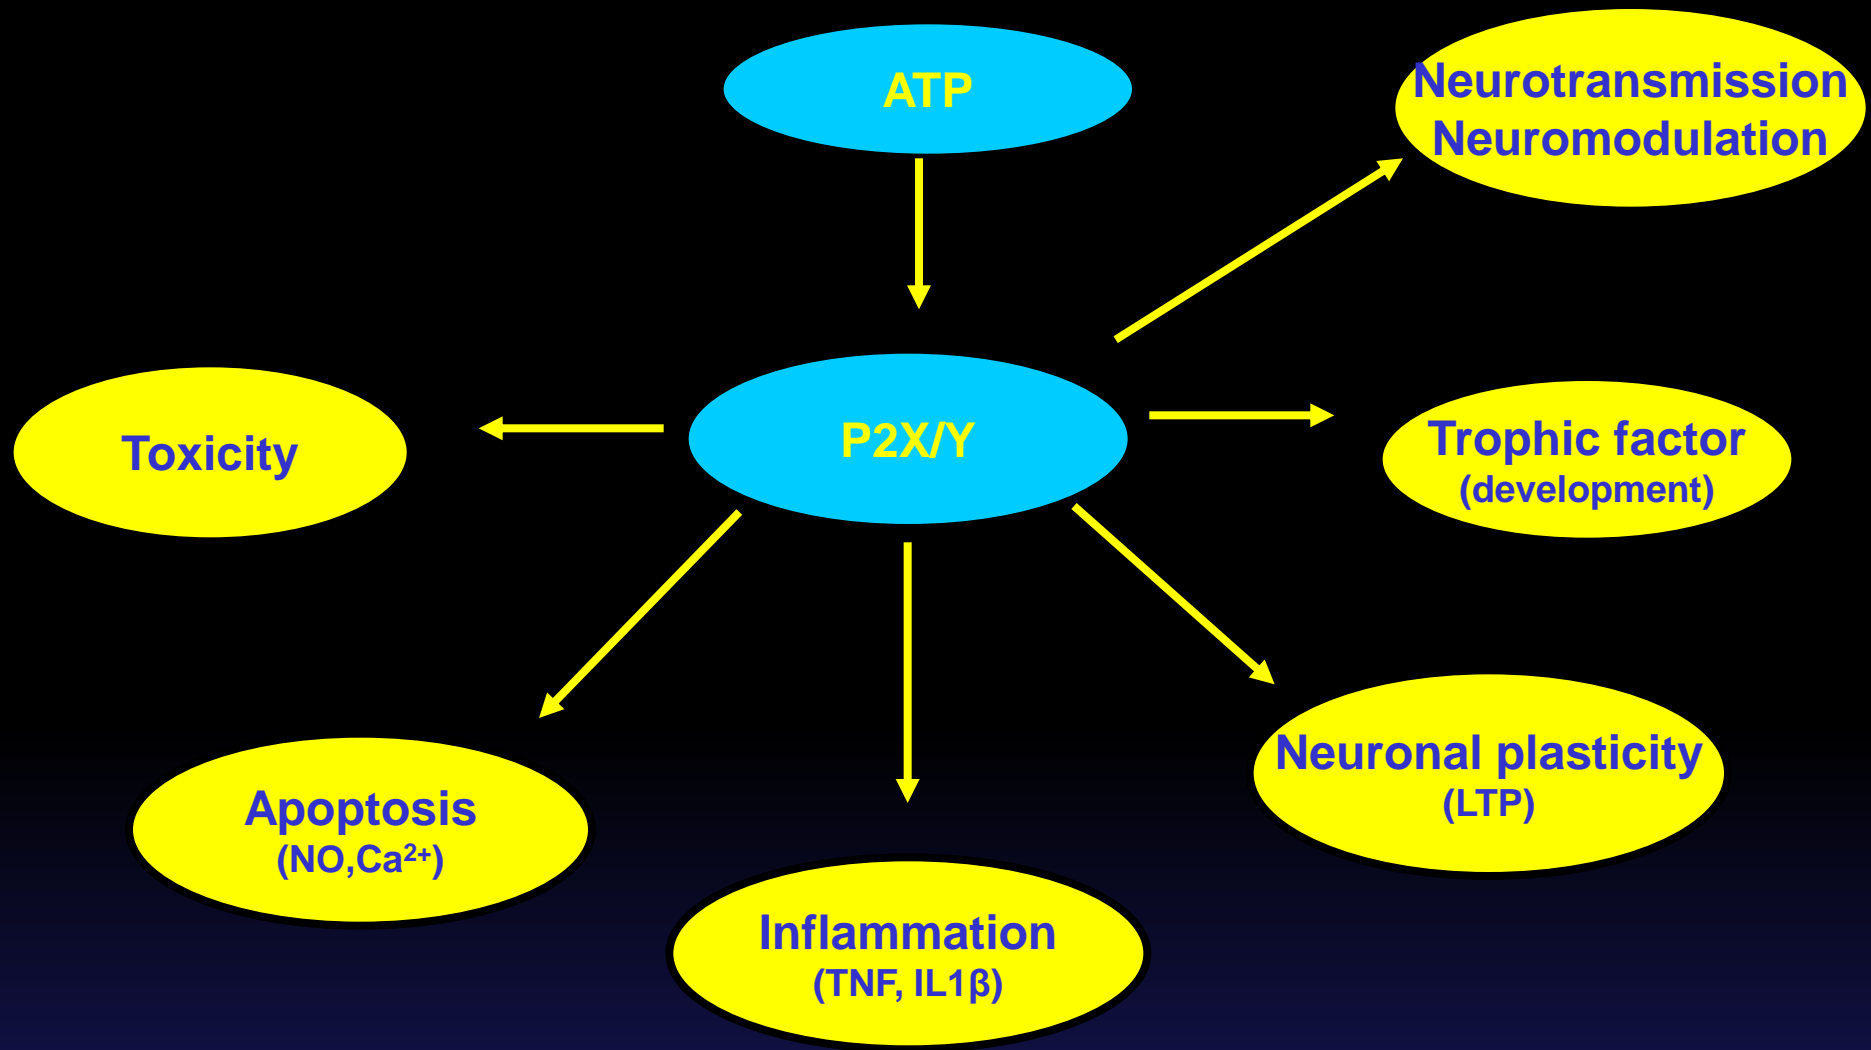 ATP
Neurotransmission
Neuromodulation
P2X/Y
Toxicity
Trophic factor
(development)
Neuronal plasticity
(LTP)
Apoptosis
(NO,Ca²⁺)
Inflammation
(TNF, IL1β)